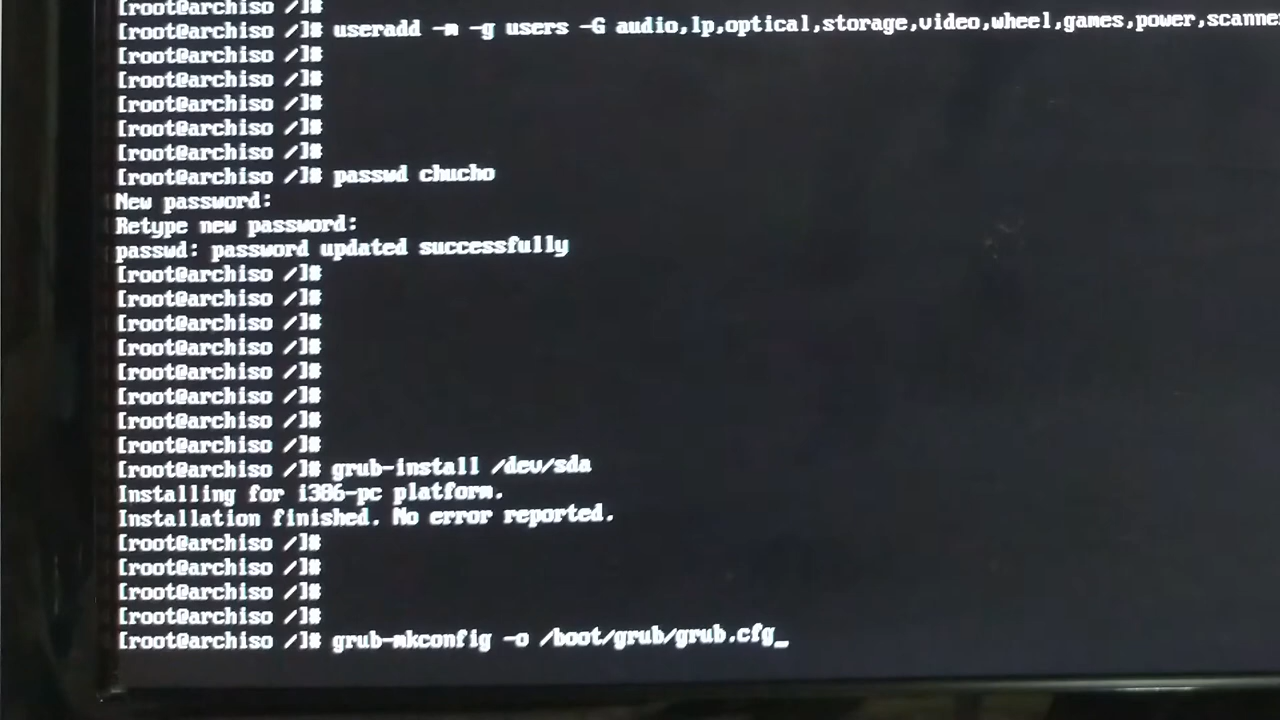 [root@archiso /]#
[root@archiso /]# useradd -m -g users -G audio,lp,optical,storage,video,wheel,games,power,scanne
[root@archiso /]#
[root@archiso /]#
[root@archiso /]#
[root@archiso /]#
[root@archiso /]#
[root@archiso /]# passwd chucho
New password:
Retype new password:
passwd: password updated successfully
[root@archiso /]#
[root@archiso /]#
[root@archiso /]#
[root@archiso /]#
[root@archiso /]#
[root@archiso /]#
[root@archiso /]#
[root@archiso /]#
[root@archiso /]# grub-install /dev/sda
Installing for i386-pc platform.
Installation finished. No error reported.
[root@archiso /]#
[root@archiso /]#
[root@archiso /]#
[root@archiso /]#
[root@archiso /]# grub-mkconfig -o /boot/grub/grub.cfg_